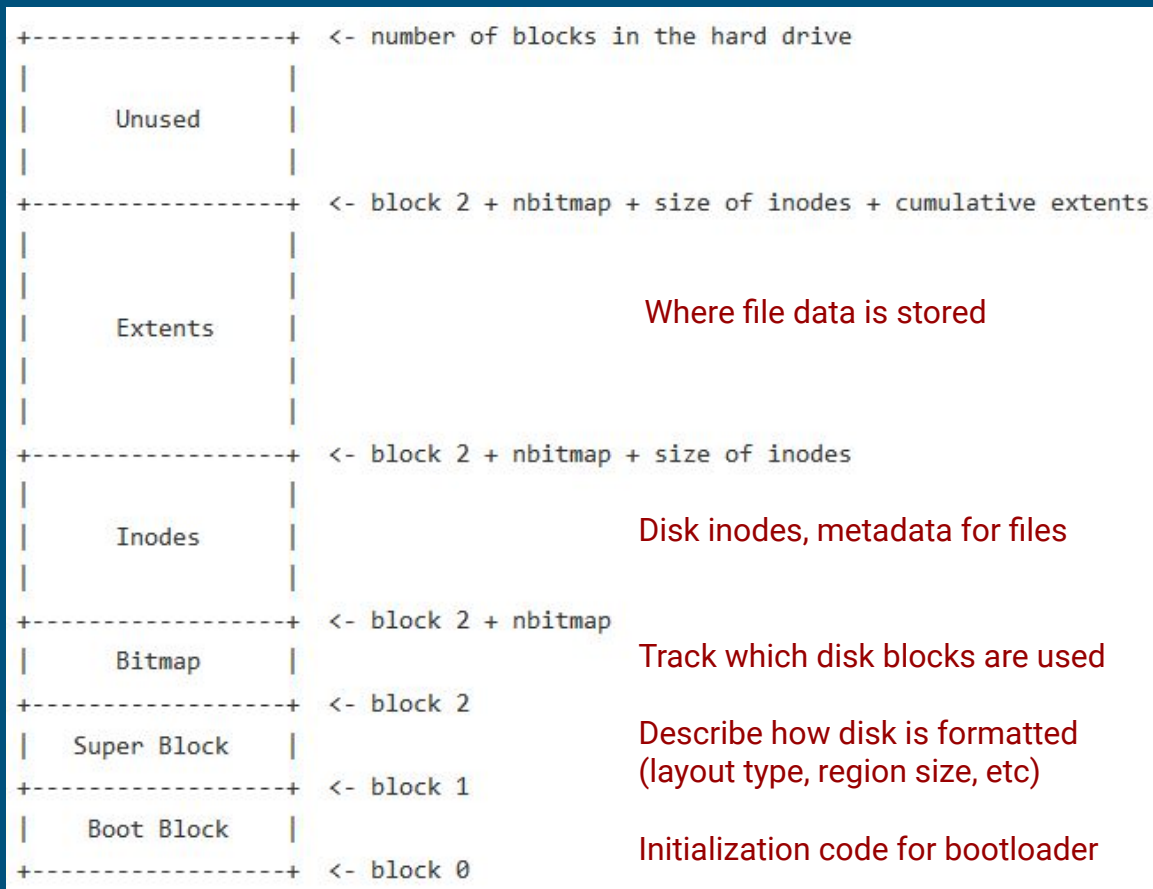 +------------------+ <- number of blocks in the hard drive
| |
| Unused |
| |
+------------------+ <- block 2 + nbitmap + size of inodes + cumulative extents
| |
| |
| Extents | Where file data is stored
| |
| |
+------------------+ <- block 2 + nbitmap + size of inodes
| |
| Inodes | Disk inodes, metadata for files
| |
+------------------+ <- block 2 + nbitmap
| Bitmap | Track which disk blocks are used
+------------------+ <- block 2
| Super Block | Describe how disk is formatted
(layout type, region size, etc)
+------------------+ <- block 1
| Boot Block | Initialization code for bootloader
+------------------+ <- block 0